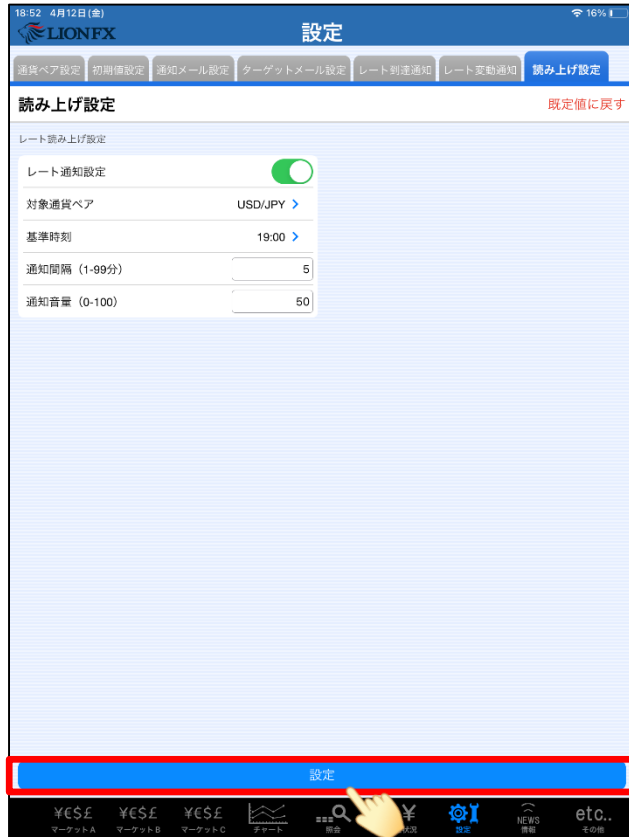 18:52 4月12日(金)
16%
LION FX
設定
通貨ペア設定 初期値設定 通知メール設定 ターゲットメール設定 レート到達通知 レート変動通知 読み上げ設定
読み上げ設定 既定値に戻す
レート読み上げ設定
レート通知設定
対象通貨ペア USD/JPY >
基準時刻 19:00 >
通知間隔（1-99分） 5
通知音量（0-100） 50
設定
¥€$£ ¥€$£ ¥€$£ ¥ NEWS etc..
マーケットA マーケットB マーケットC チャート 照会 状況 設定 情報 その他